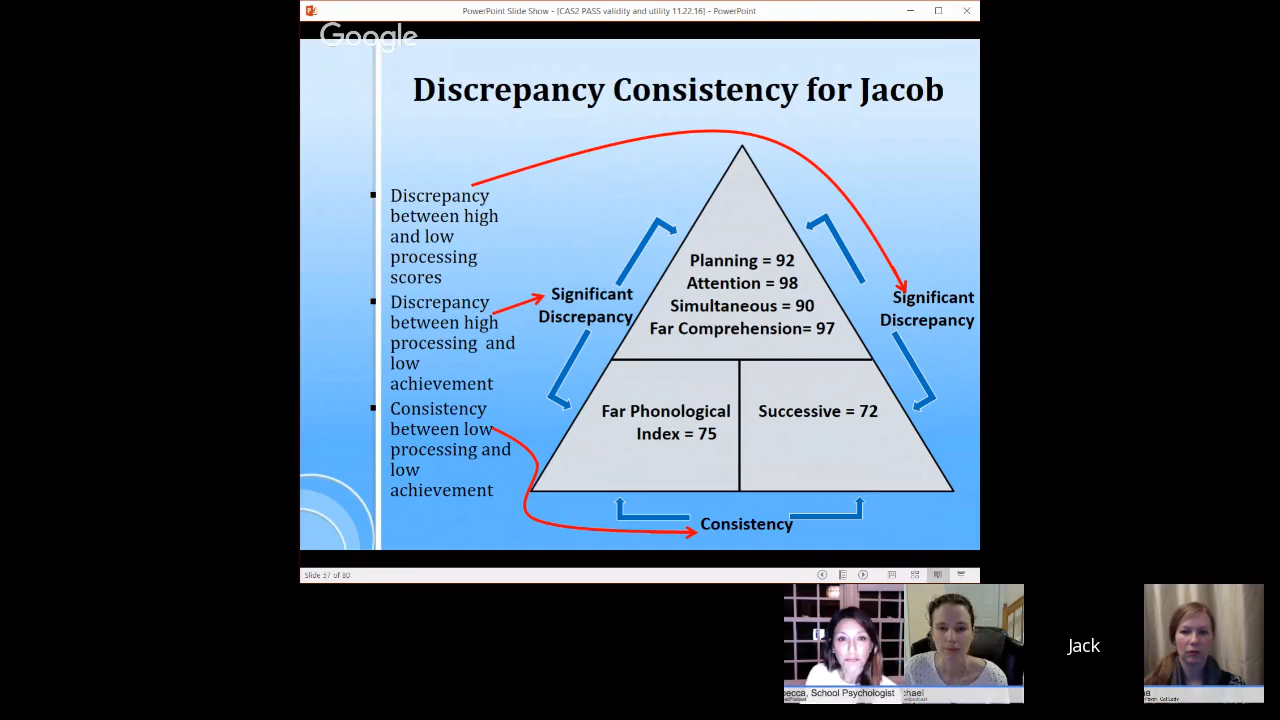 PowerPoint Slide Show - [CAS2 PASS validity and utility 11.22.16] - PowerPoint
Google
Discrepancy Consistency for Jacob
Discrepancy
between high
and low
processing
scores
Discrepancy
between high
processing and
low
achievement
Consistency
between low
processing and
low
achievement
Significant
Discrepancy
Planning = 92
Attention = 98
Simultaneous = 90
Far Comprehension= 97
Significant
Discrepancy
Far Phonological
Index = 75
Successive = 72
Consistency
Slide 57 of 80
Jack
becca, School Psychologist
chael